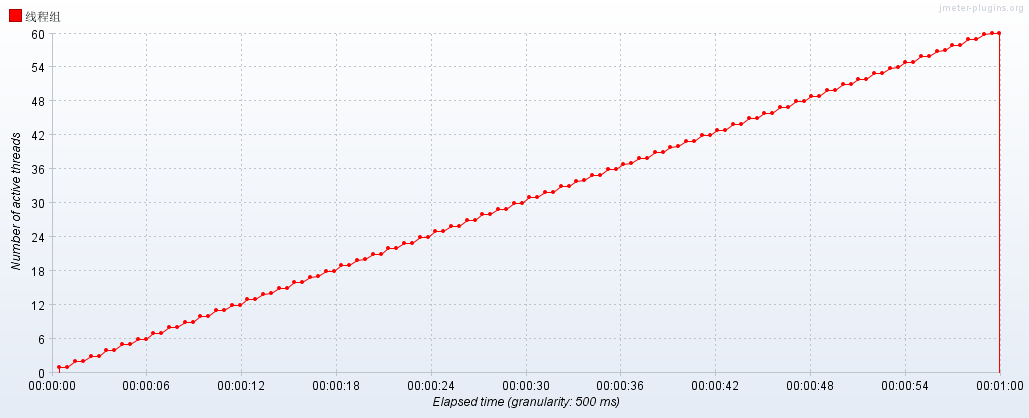 jmeter-plugins.org
线程组
60
54
48
42
36
30
24
18
12
6
0
Number of active threads
00:00:00 00:00:06 00:00:12 00:00:18 00:00:24 00:00:30 00:00:36 00:00:42 00:00:48 00:00:54 00:01:00
Elapsed time (granularity: 500 ms)